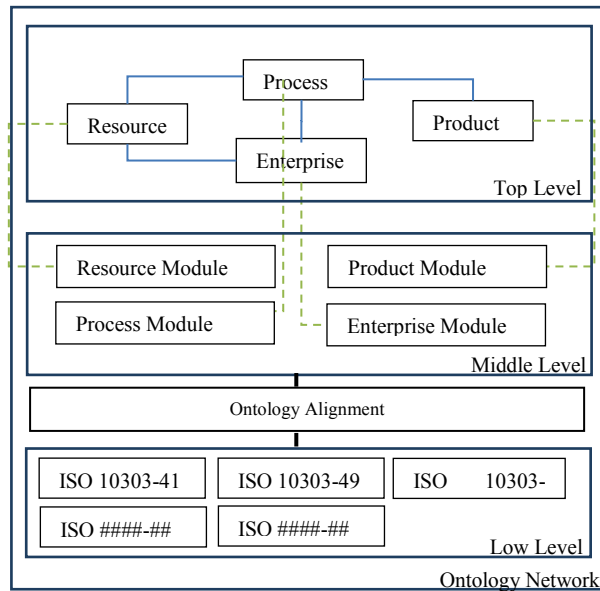 Process
Resource
Product
Enterprise
Top Level
Resource Module
Product Module
Process Module
Enterprise Module
Middle Level
Ontology Alignment
ISO 10303-41
ISO 10303-49
ISO 10303-
ISO ####-##
ISO ####-##
Low Level
Ontology Network